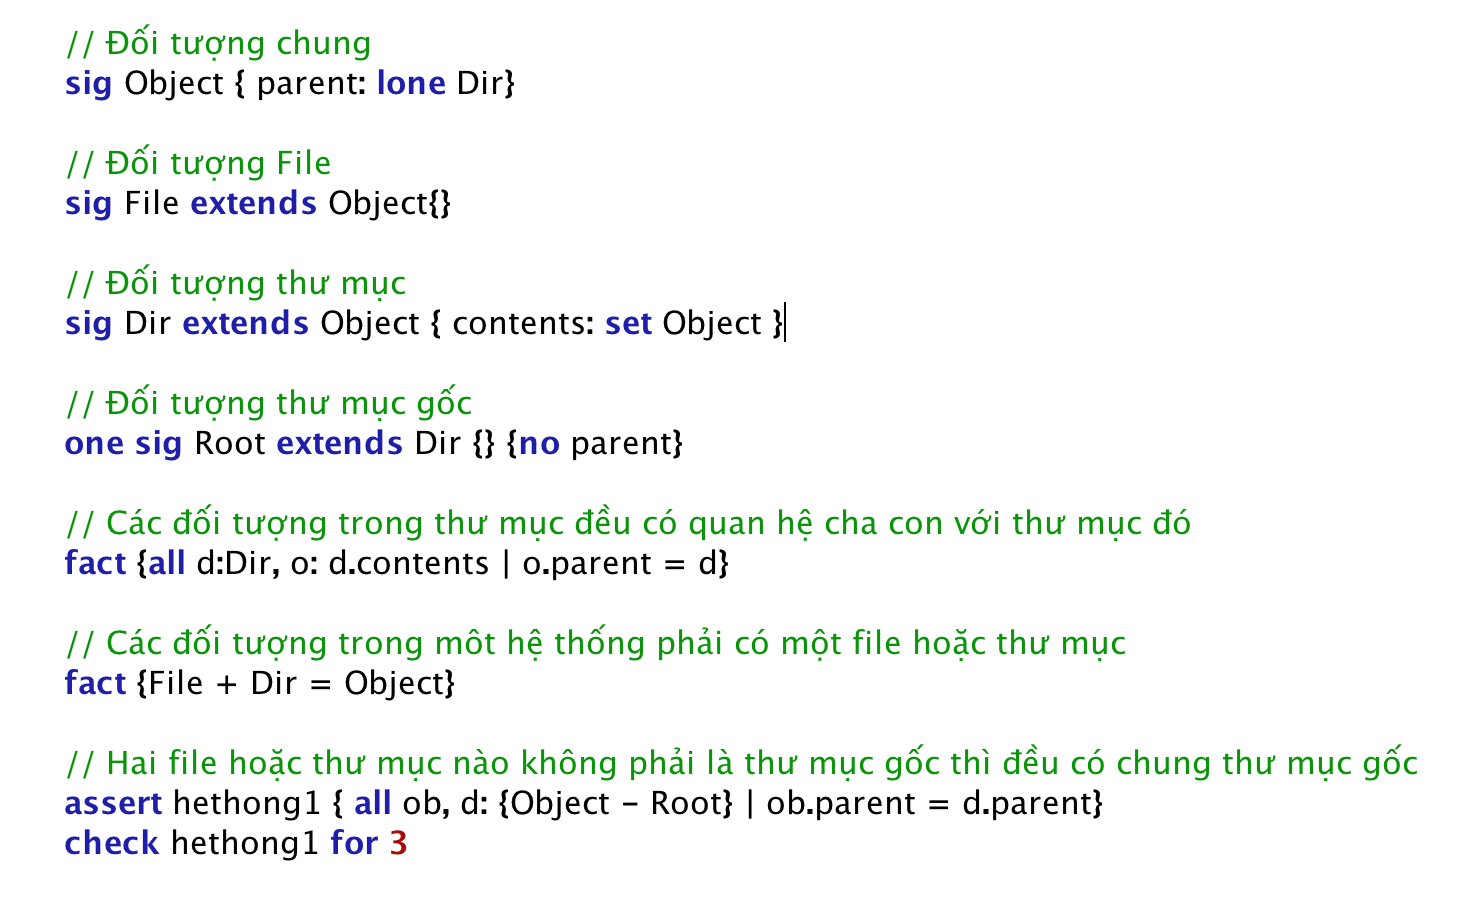 // Đối tượng chung
sig Object { parent: lone Dir}
// Đối tượng File
sig File extends Object{}
// Đối tượng thư mục
sig Dir extends Object { contents: set Object }
// Đối tượng thư mục gốc
one sig Root extends Dir {} {no parent}
// Các đối tượng trong thư mục đều có quan hệ cha con với thư mục đó
fact {all d:Dir, o: d.contents | o.parent = d}
// Các đối tượng trong môt hệ thống phải có một file hoặc thư mục
fact {File + Dir = Object}
// Hai file hoặc thư mục nào không phải là thư mục gốc thì đều có chung thư mục gốc
assert hethong1 { all ob, d: {Object - Root} | ob.parent = d.parent}
check hethong1 for 3